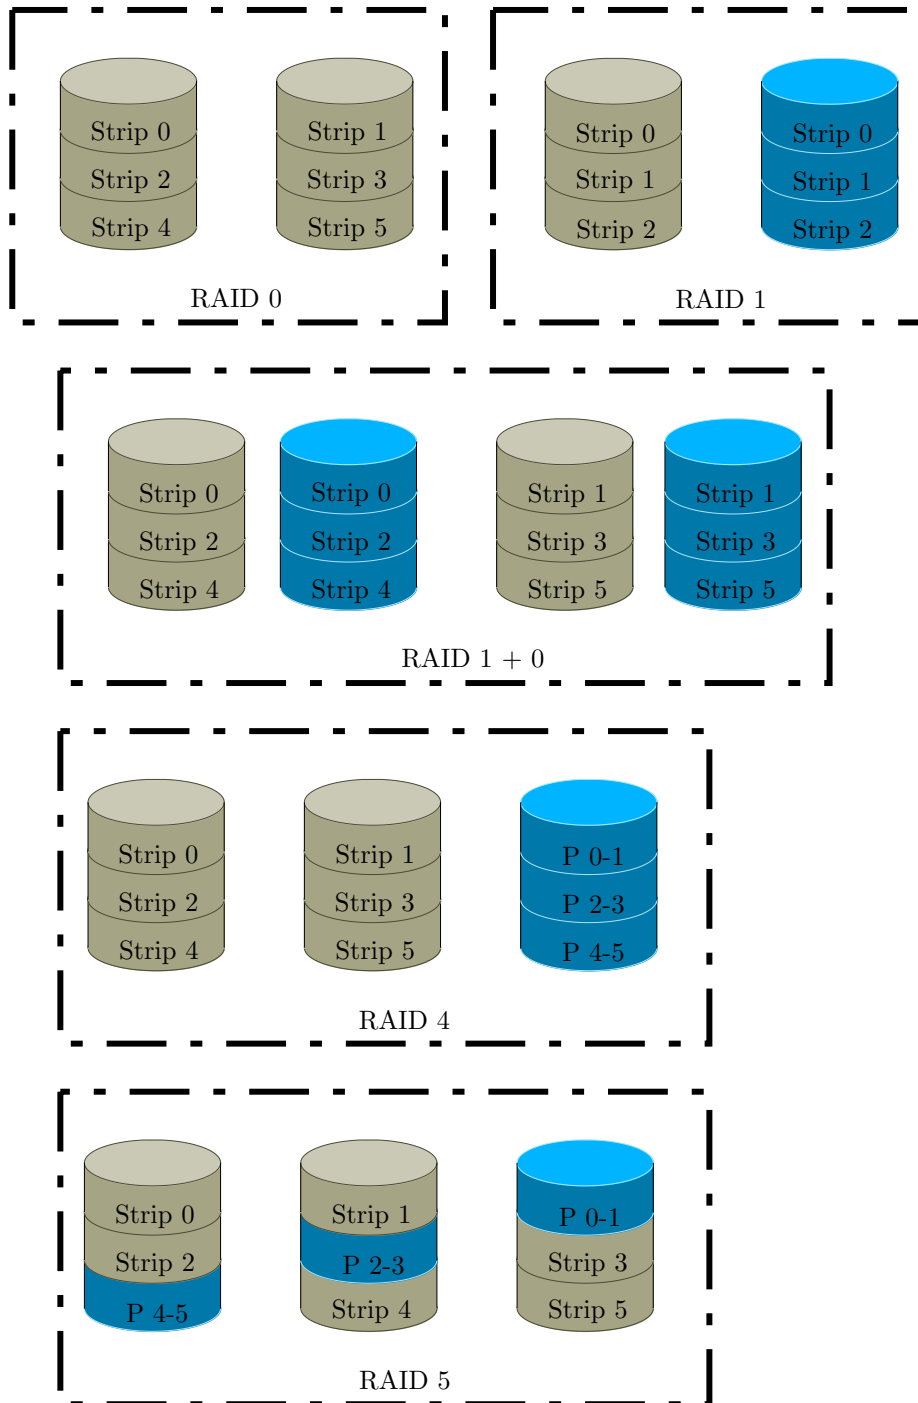 Strip 0 Strip 1
Strip 2 Strip 3
Strip 4 Strip 5
RAID 0
Strip 0 Strip 0
Strip 1 Strip 1
Strip 2 Strip 2
RAID 1
Strip 0 Strip 0 Strip 1 Strip 1
Strip 2 Strip 2 Strip 3 Strip 3
Strip 4 Strip 4 Strip 5 Strip 5
RAID 1 + 0
Strip 0 Strip 1 P 0-1
Strip 2 Strip 3 P 2-3
Strip 4 Strip 5 P 4-5
RAID 4
Strip 0 Strip 1 P 0-1
Strip 2 P 2-3 Strip 3
P 4-5 Strip 4 Strip 5
RAID 5